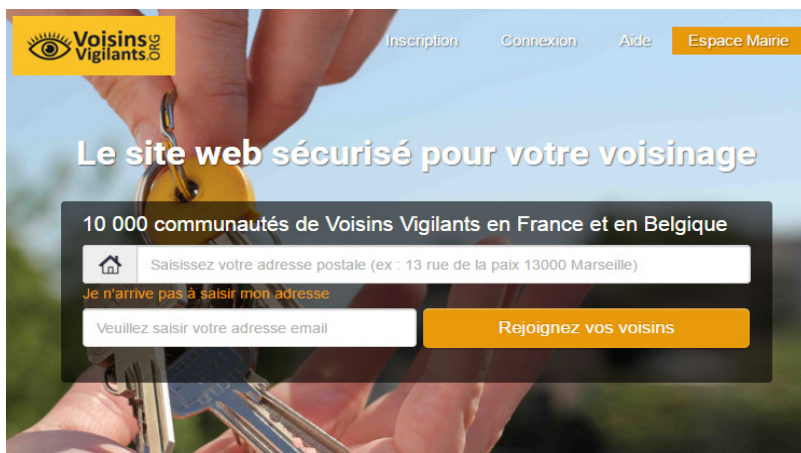 Voisins
Vigilants.ORG
Inscription
Connexion
Aide
Espace Mairie
Le site web sécurisé pour votre voisinage
10 000 communautés de Voisins Vigilants en France et en Belgique
Saisissez votre adresse postale (ex : 13 rue de la paix 13000 Marseille)
Je n'arrive pas à saisir mon adresse
Veuillez saisir votre adresse email
Rejoignez vos voisins